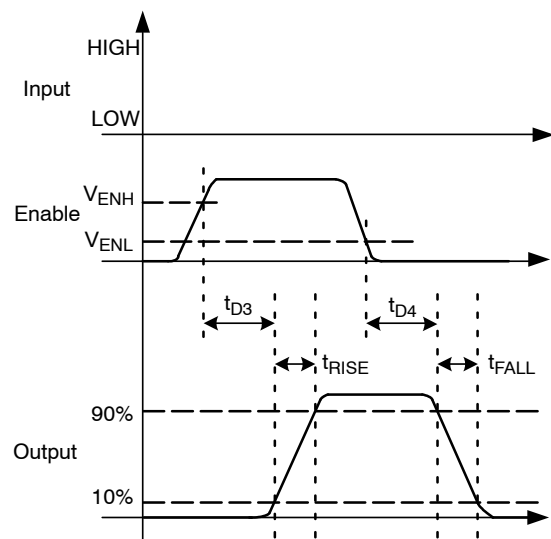 HIGH
Input
LOW
VENH
Enable
VENL
tD3
tD4
tRISE
tFALL
90%
Output
10%